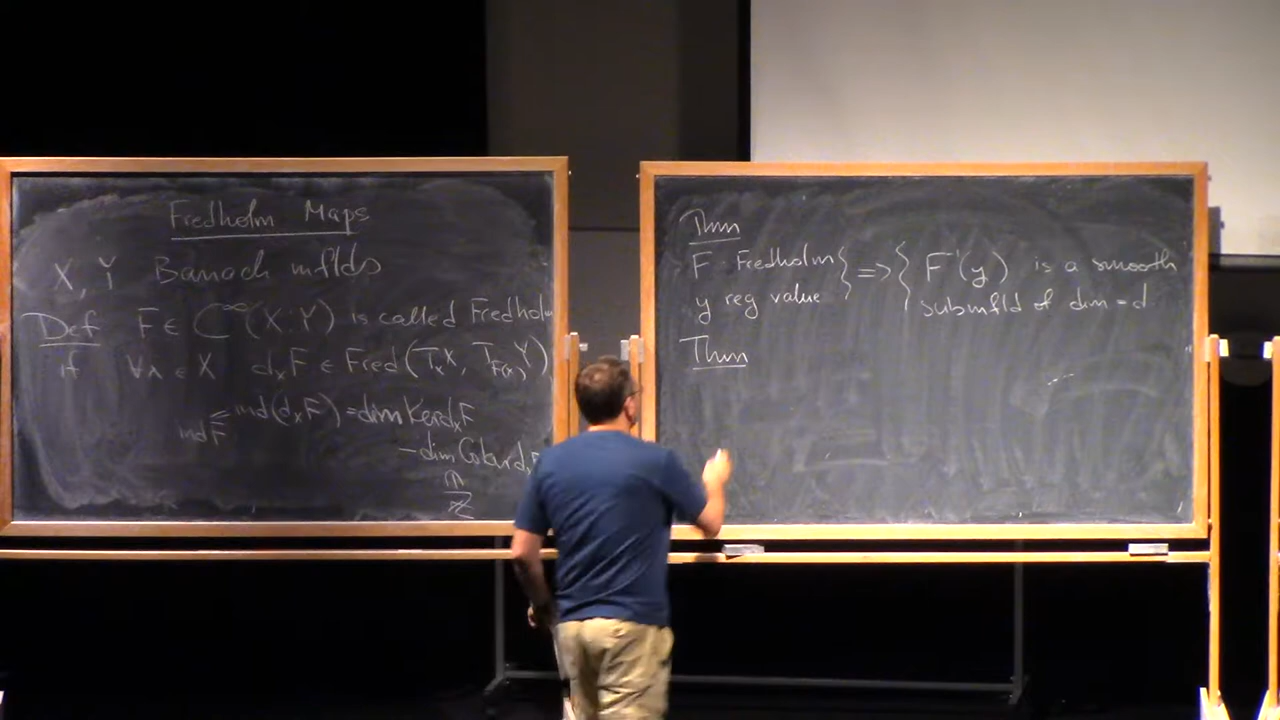 Fredholm Maps
X, Y Banach mflds
Def F ∈ C^∞(X:Y) is called Fredholm
if ∀x ∈ X d_xF ∈ Fred(T_xX, T_{F(x)}Y)
ind(d_xF) = dim Ker d_xF
ind F
- dim Coker d_xF
∩
ℤ
Thm
F - Fredholm } => { F^{-1}(y) is a smooth
y reg value submfld of dim = d
Thm